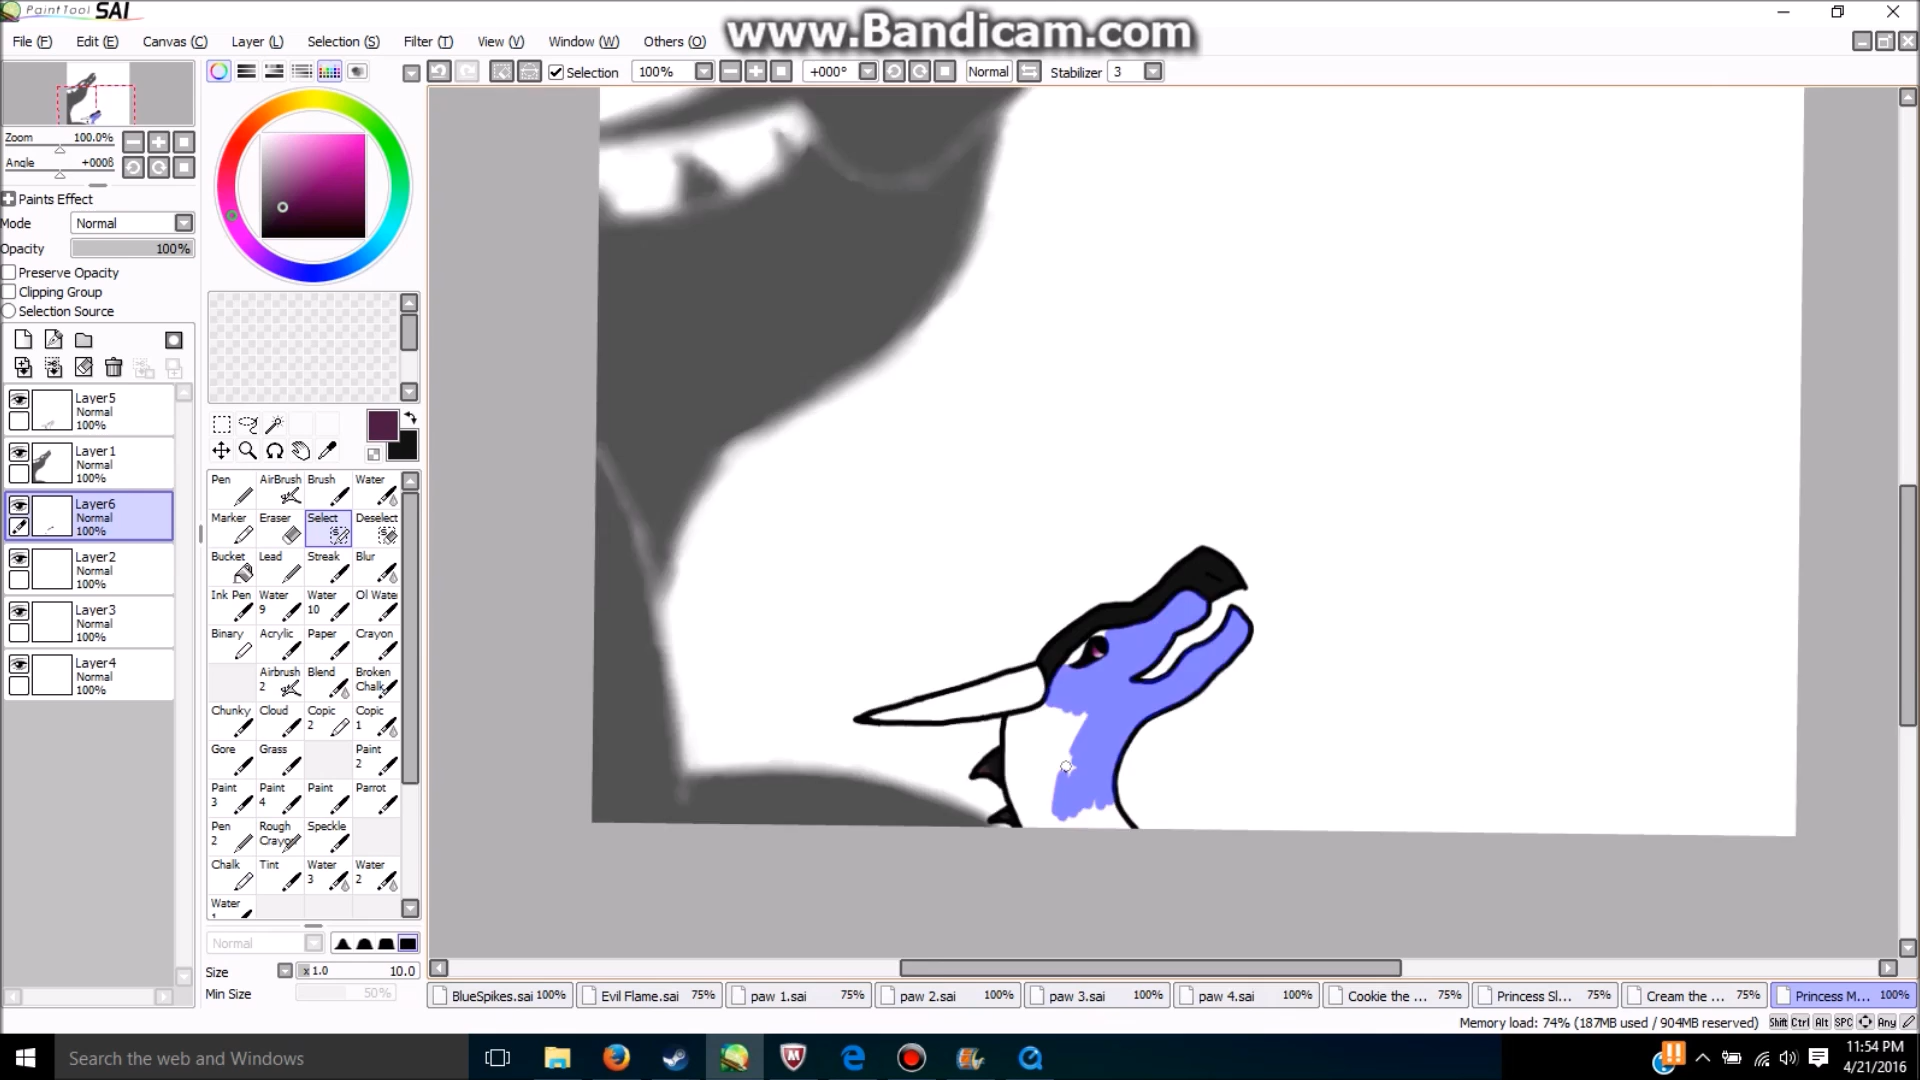 PaintTool SAI
www.Bandicam.com
File (F) Edit (E) Canvas (C) Layer (L) Selection (S) Filter (T) View (V) Window (W) Others (O)
Selection 100% +000° Normal Stabilizer 3
Zoom 100.0%
Angle +000ß
Paints Effect
Mode Normal
Opacity 100%
Preserve Opacity
Clipping Group
Selection Source
Layer5
Normal
100%
Layer1
Normal
100%
Layer6
Normal
100%
Layer2
Normal
100%
Layer3
Normal
100%
Layer4
Normal
100%
Pen AirBrush Brush Water
Marker Eraser Select Deselect
Bucket Lead Streak Blur
Ink Pen Water 9 Water 10 Ol Wate
Binary Acrylic Paper Crayon
Airbrush 2 Blend Broken Chalk
Chunky Cloud Copic 2 Copic 1
Gore Grass Paint 2
Paint 3 Paint 4 Paint Parrot
Pen 2 Rough Crayo Speckle
Chalk Tint Water 3 Water 2
Water
Normal
Size x1.0 10.0
Min Size 50%
BlueSpikes.sai 100% Evil Flame.sai 75% paw 1.sai 75% paw 2.sai 100% paw 3.sai 100% paw 4.sai 100% Cookie the ... 75% Princess Sl... 75% Cream the ... 75% Princess M... 100%
Memory load: 74% (187MB used / 904MB reserved) Shift Ctrl Alt SPC Any
Search the web and Windows
11:54 PM
4/21/2016